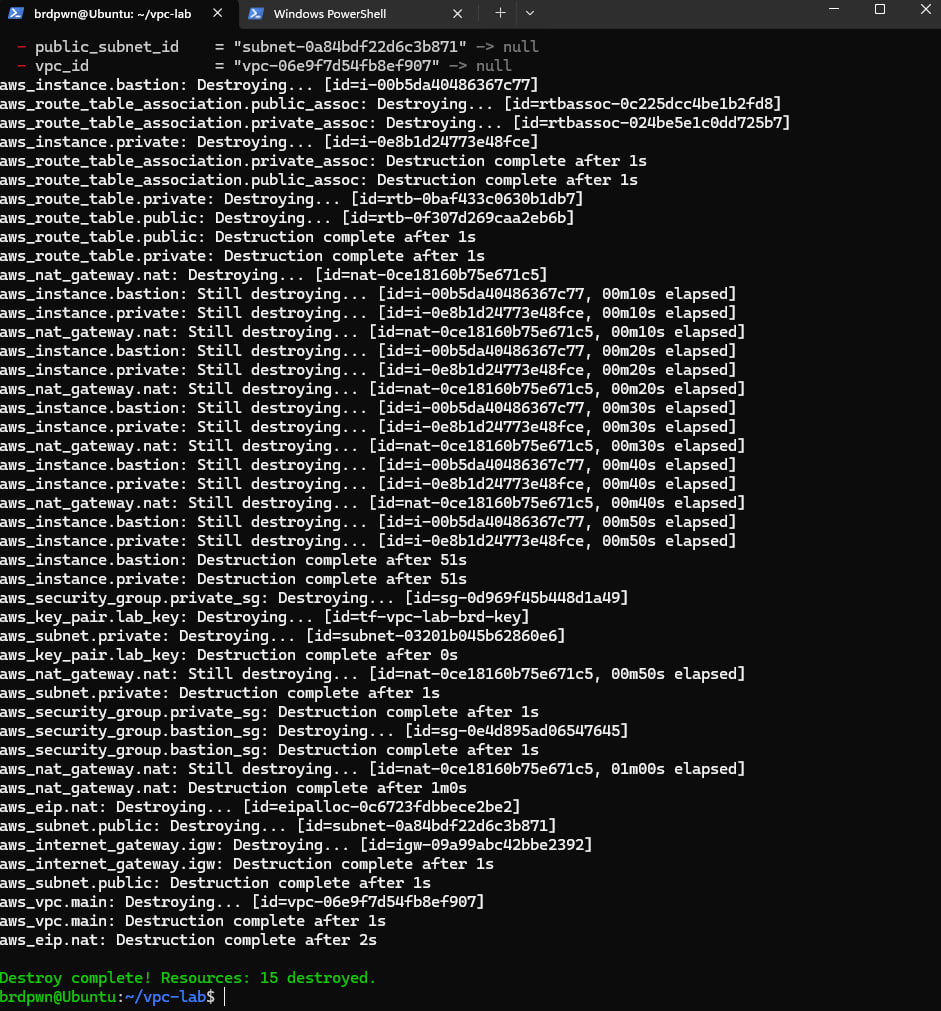 brdpwn@Ubuntu: ~/vpc-lab
Windows PowerShell
- public_subnet_id    = "subnet-0a84bdf22d6c3b871" -> null
- vpc_id              = "vpc-06e9f7d54fb8ef907" -> null
aws_instance.bastion: Destroying... [id=i-00b5da40486367c77]
aws_route_table_association.public_assoc: Destroying... [id=rtbassoc-0c225dcc4be1b2fd8]
aws_route_table_association.private_assoc: Destroying... [id=rtbassoc-024be5e1c0dd725b7]
aws_instance.private: Destroying... [id=i-0e8b1d24773e48fce]
aws_route_table_association.private_assoc: Destruction complete after 1s
aws_route_table_association.public_assoc: Destruction complete after 1s
aws_route_table.private: Destroying... [id=rtb-0baf433c0630b1db7]
aws_route_table.public: Destroying... [id=rtb-0f307d269caa2eb6b]
aws_route_table.public: Destruction complete after 1s
aws_route_table.private: Destruction complete after 1s
aws_nat_gateway.nat: Destroying... [id=nat-0ce18160b75e671c5]
aws_instance.bastion: Still destroying... [id=i-00b5da40486367c77, 00m10s elapsed]
aws_instance.private: Still destroying... [id=i-0e8b1d24773e48fce, 00m10s elapsed]
aws_nat_gateway.nat: Still destroying... [id=nat-0ce18160b75e671c5, 00m10s elapsed]
aws_instance.bastion: Still destroying... [id=i-00b5da40486367c77, 00m20s elapsed]
aws_instance.private: Still destroying... [id=i-0e8b1d24773e48fce, 00m20s elapsed]
aws_nat_gateway.nat: Still destroying... [id=nat-0ce18160b75e671c5, 00m20s elapsed]
aws_instance.bastion: Still destroying... [id=i-00b5da40486367c77, 00m30s elapsed]
aws_instance.private: Still destroying... [id=i-0e8b1d24773e48fce, 00m30s elapsed]
aws_nat_gateway.nat: Still destroying... [id=nat-0ce18160b75e671c5, 00m30s elapsed]
aws_instance.bastion: Still destroying... [id=i-00b5da40486367c77, 00m40s elapsed]
aws_instance.private: Still destroying... [id=i-0e8b1d24773e48fce, 00m40s elapsed]
aws_nat_gateway.nat: Still destroying... [id=nat-0ce18160b75e671c5, 00m40s elapsed]
aws_instance.bastion: Still destroying... [id=i-00b5da40486367c77, 00m50s elapsed]
aws_instance.private: Still destroying... [id=i-0e8b1d24773e48fce, 00m50s elapsed]
aws_instance.bastion: Destruction complete after 51s
aws_instance.private: Destruction complete after 51s
aws_security_group.private_sg: Destroying... [id=sg-0d969f45b448d1a49]
aws_key_pair.lab_key: Destroying... [id=tf-vpc-lab-brd-key]
aws_subnet.private: Destroying... [id=subnet-03201b045b62860e6]
aws_key_pair.lab_key: Destruction complete after 0s
aws_nat_gateway.nat: Still destroying... [id=nat-0ce18160b75e671c5, 00m50s elapsed]
aws_subnet.private: Destruction complete after 1s
aws_security_group.private_sg: Destruction complete after 1s
aws_security_group.bastion_sg: Destroying... [id=sg-0e4d895ad06547645]
aws_security_group.bastion_sg: Destruction complete after 1s
aws_nat_gateway.nat: Still destroying... [id=nat-0ce18160b75e671c5, 01m00s elapsed]
aws_nat_gateway.nat: Destruction complete after 1m0s
aws_eip.nat: Destroying... [id=eipalloc-0c6723fdbbece2be2]
aws_subnet.public: Destroying... [id=subnet-0a84bdf22d6c3b871]
aws_internet_gateway.igw: Destroying... [id=igw-09a99abc42bbe2392]
aws_internet_gateway.igw: Destruction complete after 1s
aws_subnet.public: Destruction complete after 1s
aws_vpc.main: Destroying... [id=vpc-06e9f7d54fb8ef907]
aws_vpc.main: Destruction complete after 1s
aws_eip.nat: Destruction complete after 2s
Destroy complete! Resources: 15 destroyed.
brdpwn@Ubuntu:~/vpc-lab$